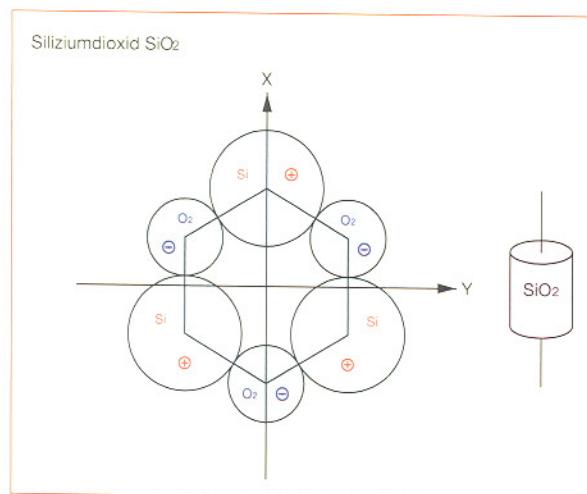 Siliziumdioxid SiO2
X
Si ⊕
O2 ⊖
O2 ⊖
Y
Si ⊕
Si ⊕
O2 ⊖
SiO2